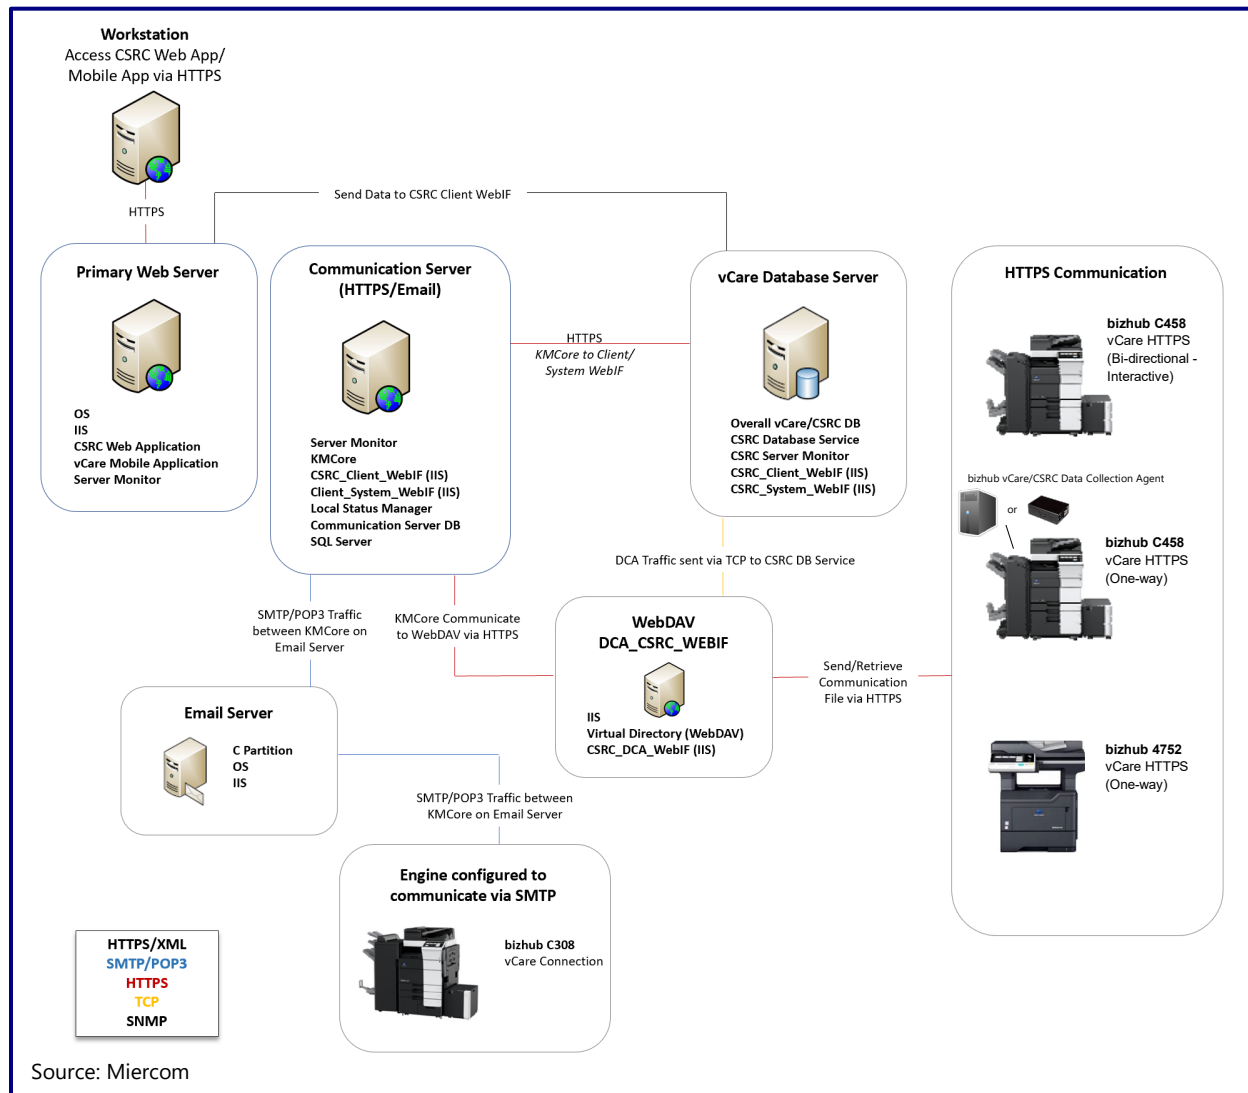 Workstation
Access CSRC Web App/
Mobile App via HTTPS
HTTPS
Send Data to CSRC Client WebIF
Primary Web Server
OS
IIS
CSRC Web Application
vCare Mobile Application
Server Monitor
Communication Server
(HTTPS/Email)
Server Monitor
KMCore
CSRC_Client_WebIF (IIS)
Client_System_WebIF (IIS)
Local Status Manager
Communication Server DB
SQL Server
HTTPS
KMCore to Client/
System WebIF
vCare Database Server
Overall vCare/CSRC DB
CSRC Database Service
CSRC Server Monitor
CSRC_Client_WebIF (IIS)
CSRC_System_WebIF (IIS)
HTTPS Communication
bizhub C458
vCare HTTPS
(Bi-directional -
Interactive)
bizhub vCare/CSRC Data Collection Agent
or
bizhub C458
vCare HTTPS
(One-way)
bizhub 4752
vCare HTTPS
(One-way)
DCA Traffic sent via TCP to CSRC DB Service
SMTP/POP3 Traffic
between KMCore on
Email Server
KMCore Communicate
to WebDAV via HTTPS
WebDAV
DCA_CSRC_WEBIF
IIS
Virtual Directory (WebDAV)
CSRC_DCA_WebIF (IIS)
Send/Retrieve
Communication
File via HTTPS
Email Server
C Partition
OS
IIS
SMTP/POP3 Traffic between
KMCore on Email Server
Engine configured to
communicate via SMTP
bizhub C308
vCare Connection
HTTPS/XML
SMTP/POP3
HTTPS
TCP
SNMP
Source: Miercom